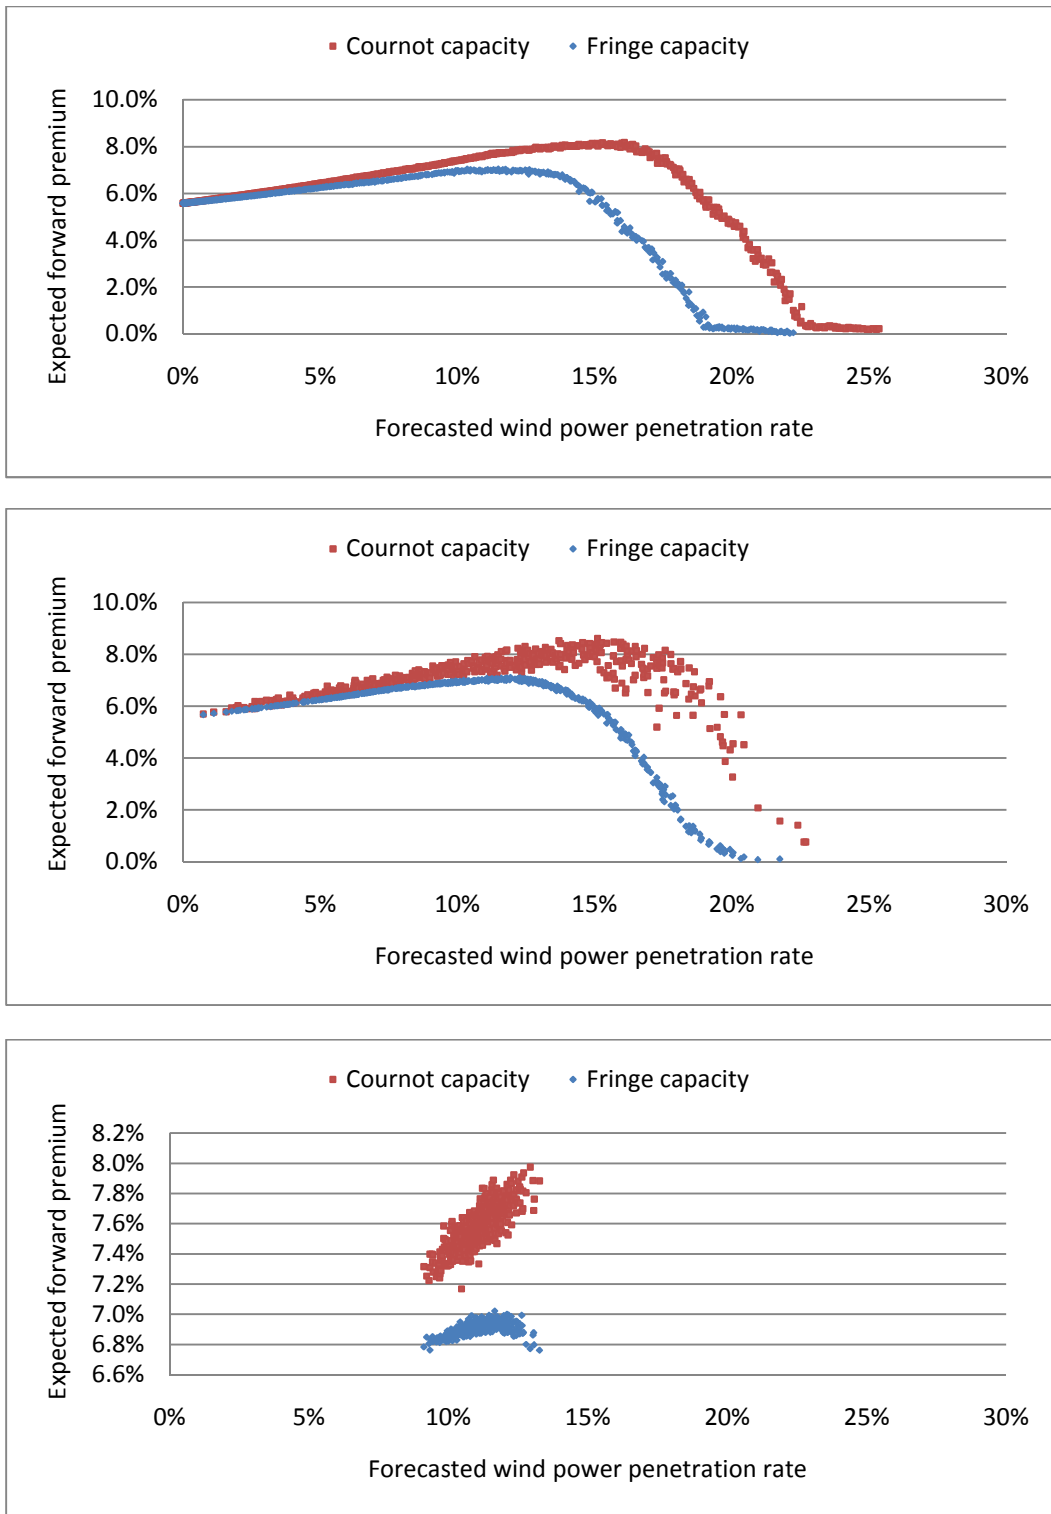 Cournot capacity Fringe capacity
Expected forward premium
10.0%
8.0%
6.0%
4.0%
2.0%
0.0%
0% 5% 10% 15% 20% 25% 30%
Forecasted wind power penetration rate
Cournot capacity Fringe capacity
Expected forward premium
10.0%
8.0%
6.0%
4.0%
2.0%
0.0%
0% 5% 10% 15% 20% 25% 30%
Forecasted wind power penetration rate
Cournot capacity Fringe capacity
Expected forward premium
8.2%
8.0%
7.8%
7.6%
7.4%
7.2%
7.0%
6.8%
6.6%
0% 5% 10% 15% 20% 25% 30%
Forecasted wind power penetration rate